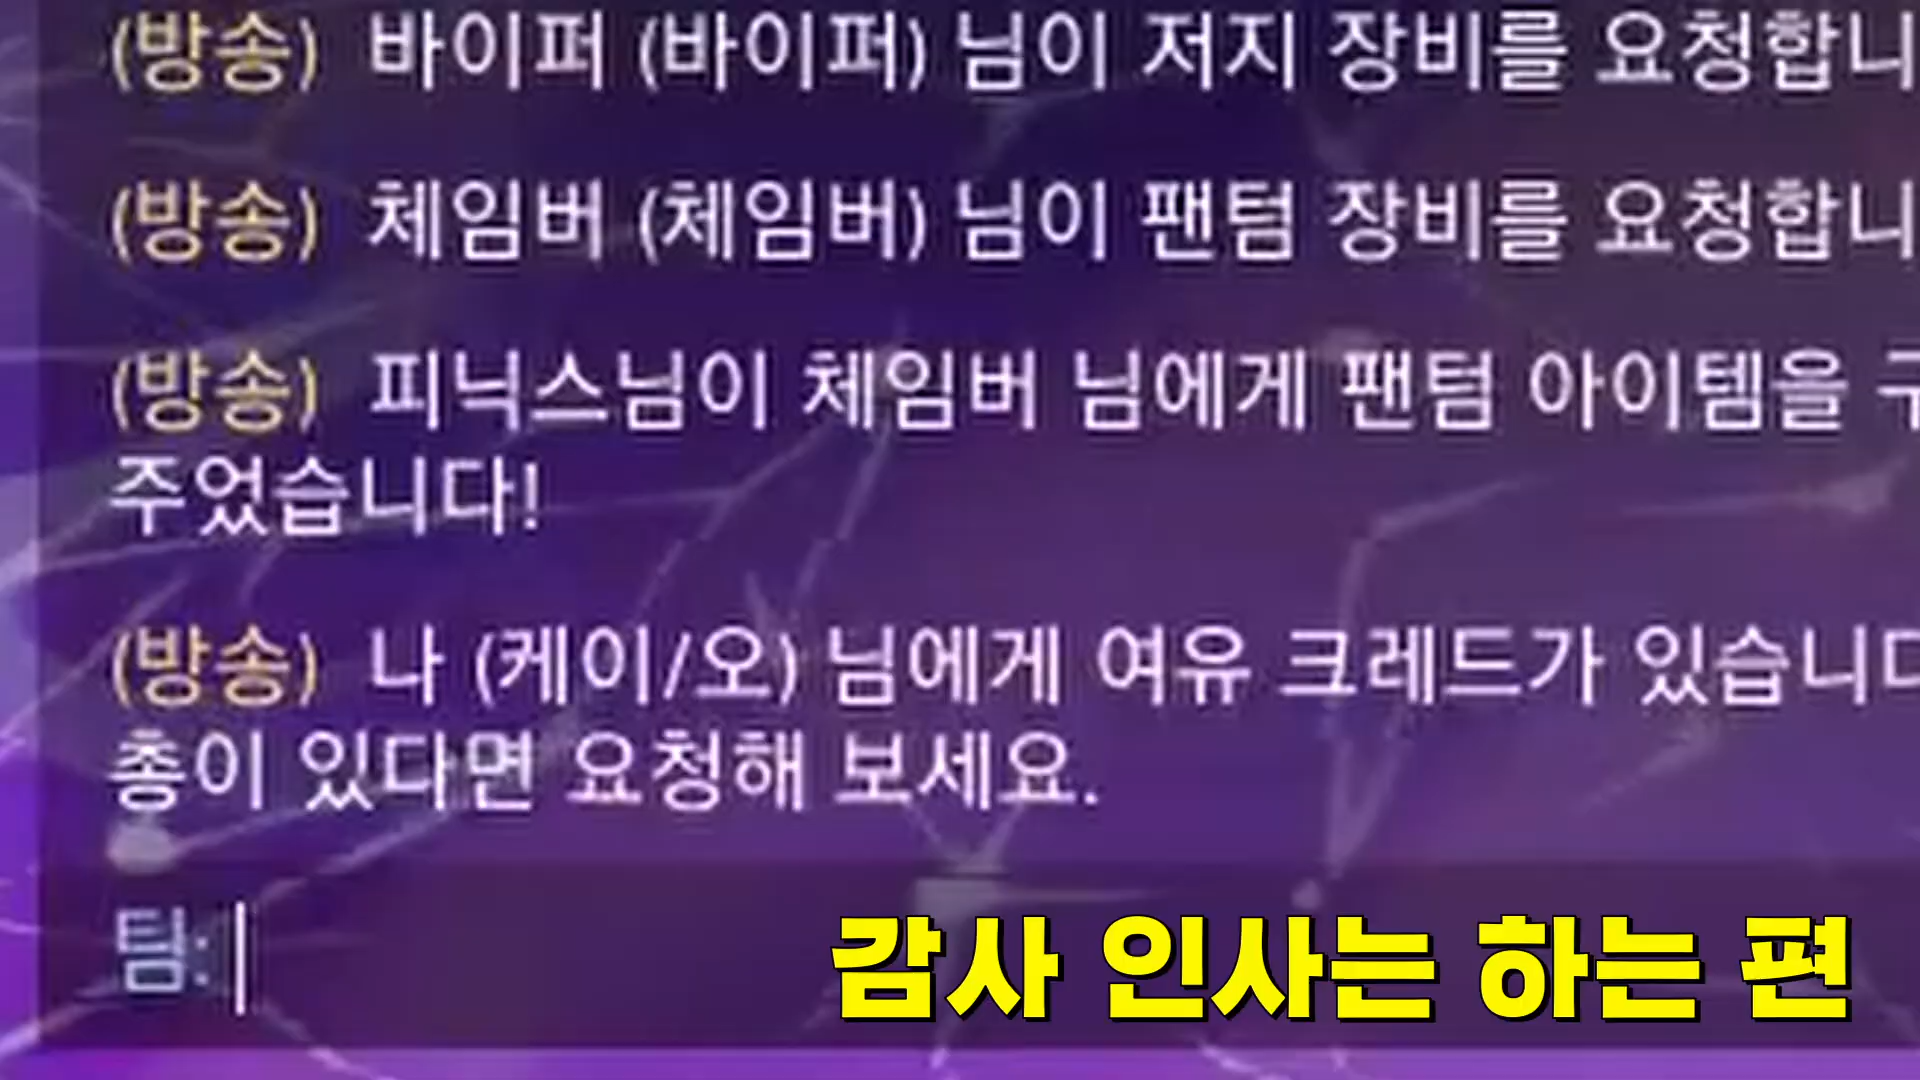 (방송) 바이퍼 (바이퍼) 님이 저지 장비를 요청합니
(방송) 체임버 (체임버) 님이 팬텀 장비를 요청합니
(방송) 피닉스님이 체임버 님에게 팬텀 아이템을 구
주었습니다!
(방송) 나 (케이/오) 님에게 여유 크레드가 있습니다
총이 있다면 요청해 보세요.
팀:
감사 인사는 하는 편